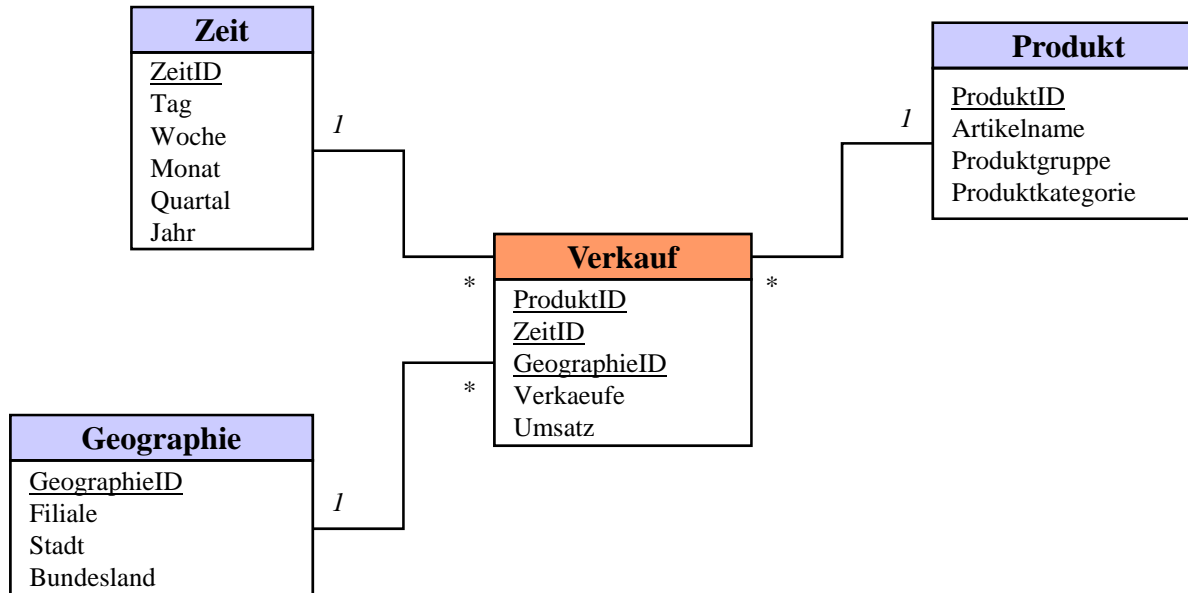 Zeit
ZeitID
Tag
Woche
Monat
Quartal
Jahr
1
*
Produkt
ProduktID
Artikelname
Produktgruppe
Produktkategorie
1
*
Verkauf
ProduktID
ZeitID
GeographieID
Verkaeufe
Umsatz
*
Geographie
GeographieID
Filiale
Stadt
Bundesland
1